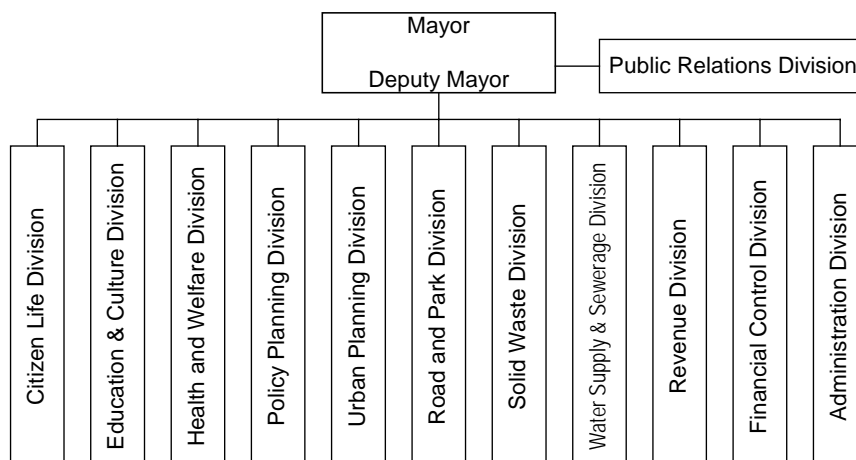 Mayor
Deputy Mayor
Public Relations Division
Citizen Life Division
Education & Culture Division
Health and Welfare Division
Policy Planning Division
Urban Planning Division
Road and Park Division
Solid Waste Division
Water Supply & Sewerage Division
Revenue Division
Financial Control Division
Administration Division